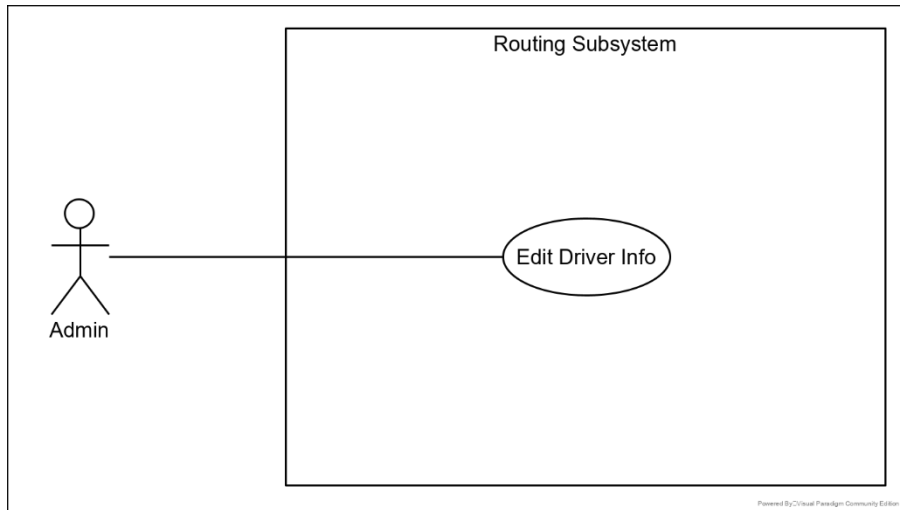 Routing Subsystem
Edit Driver Info
Admin
Powered By Visual Paradigm Community Edition